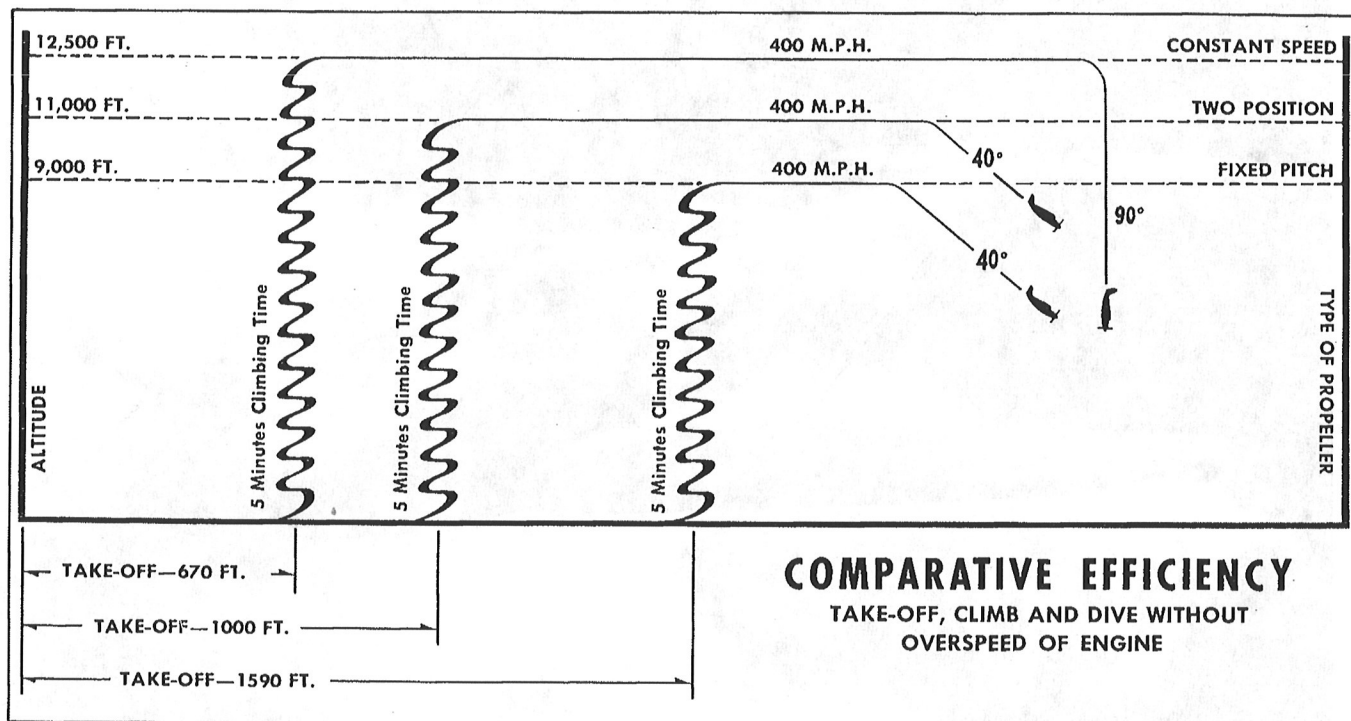 12,500 FT.
400 M.P.H.
CONSTANT SPEED
11,000 FT.
400 M.P.H.
TWO POSITION
9,000 FT.
400 M.P.H.
FIXED PITCH
40°
40°
90°
ALTITUDE
5 Minutes Climbing Time
5 Minutes Climbing Time
5 Minutes Climbing Time
TYPE OF PROPELLER
TAKE-OFF—670 FT.
TAKE-OFF—1000 FT.
TAKE-OFF—1590 FT.
COMPARATIVE EFFICIENCY
TAKE-OFF, CLIMB AND DIVE WITHOUT
OVERSPEED OF ENGINE